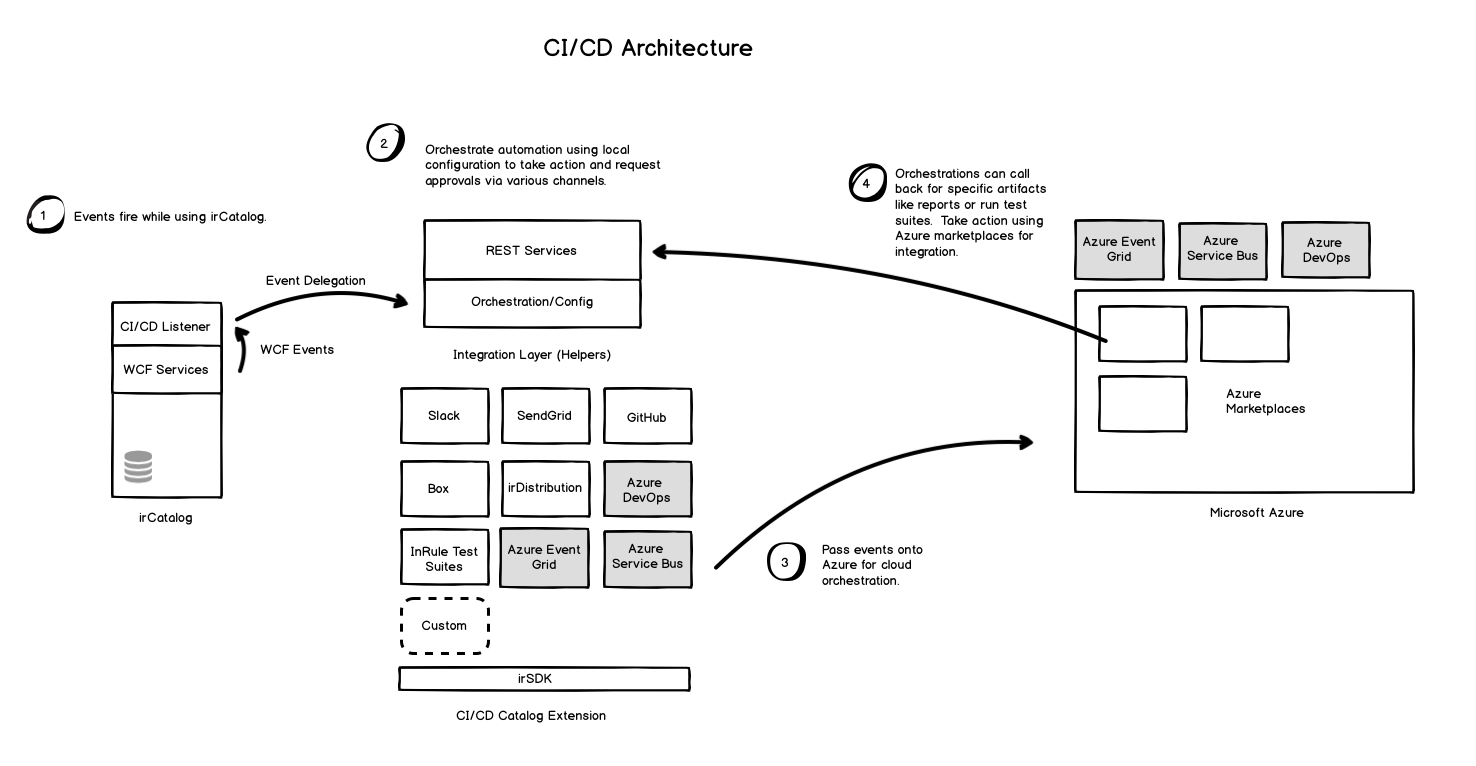 CI/CD Architecture
1
Events fire while using irCatalog.
2
Orchestrate automation using local
configuration to take action and request
approvals via various channels.
4
Orchestrations can call
back for specific artifacts
like reports or run test
suites. Take action using
Azure marketplaces for
integration.
Event Delegation
CI/CD Listener
WCF Services
WCF Events
irCatalog
REST Services
Orchestration/Config
Integration Layer (Helpers)
Slack
SendGrid
GitHub
Box
irDistribution
Azure
DevOps
InRule Test
Suites
Azure Event
Grid
Azure
Service Bus
Custom
irSDK
CI/CD Catalog Extension
3
Pass events onto
Azure for cloud
orchestration.
Azure Event
Grid
Azure
Service Bus
Azure
DevOps
Azure
Marketplaces
Microsoft Azure